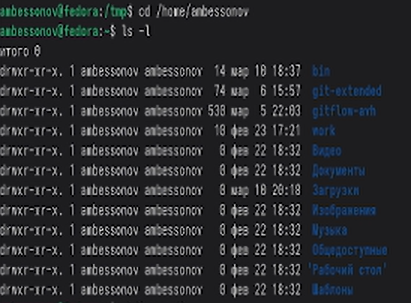 ambessonov@fedora:/tmp$ cd /home/ambessonov
ambessonov@fedora:~$ ls -l
итого 0
drwxr-xr-x. 1 ambessonov ambessonov 14 мар 10 18:37 bin
drwxr-xr-x. 1 ambessonov ambessonov 74 мар 6 15:57 git-extended
drwxr-xr-x. 1 ambessonov ambessonov 530 мар 5 22:03 gitflow-avh
drwxr-xr-x. 1 ambessonov ambessonov 10 фев 23 17:21 work
drwxr-xr-x. 1 ambessonov ambessonov 0 фев 22 18:32 Видео
drwxr-xr-x. 1 ambessonov ambessonov 0 фев 22 18:32 Документы
drwxr-xr-x. 1 ambessonov ambessonov 0 мар 10 20:18 Загрузки
drwxr-xr-x. 1 ambessonov ambessonov 0 фев 22 18:32 Изображения
drwxr-xr-x. 1 ambessonov ambessonov 0 фев 22 18:32 Музыка
drwxr-xr-x. 1 ambessonov ambessonov 0 фев 22 18:32 Общедоступные
drwxr-xr-x. 1 ambessonov ambessonov 0 фев 22 18:32 'Рабочий стол'
drwxr-xr-x. 1 ambessonov ambessonov 0 фев 22 18:32 Шаблоны